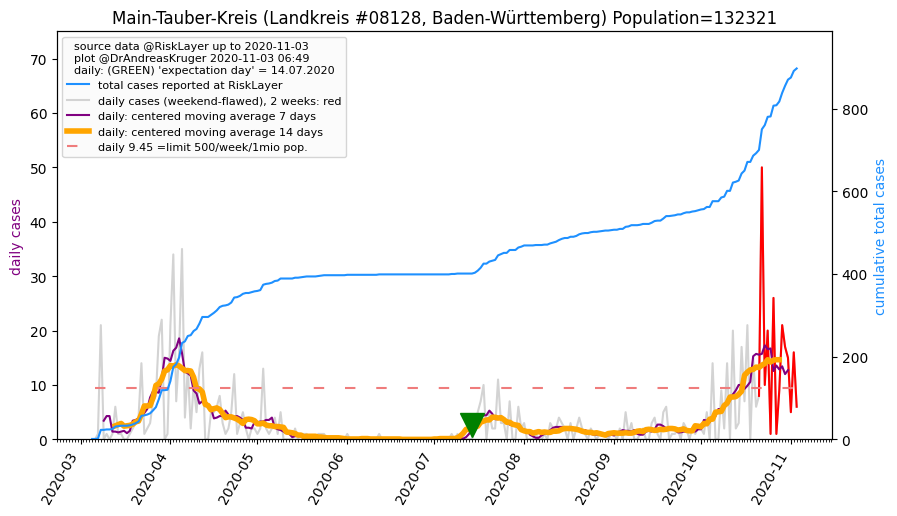 Main-Tauber-Kreis (Landkreis #08128, Baden-Württemberg) Population=132321
source data @RiskLayer up to 2020-11-03
plot @DrAndreasKruger 2020-11-03 06:49
daily: (GREEN) 'expectation day' = 14.07.2020
total cases reported at RiskLayer
daily cases (weekend-flawed), 2 weeks: red
daily: centered moving average 7 days
daily: centered moving average 14 days
daily 9.45 =limit 500/week/1mio pop.
daily cases
70
60
50
40
30
20
10
0
cumulative total cases
800
600
400
200
0
2020-03
2020-04
2020-05
2020-06
2020-07
2020-08
2020-09
2020-10
2020-11